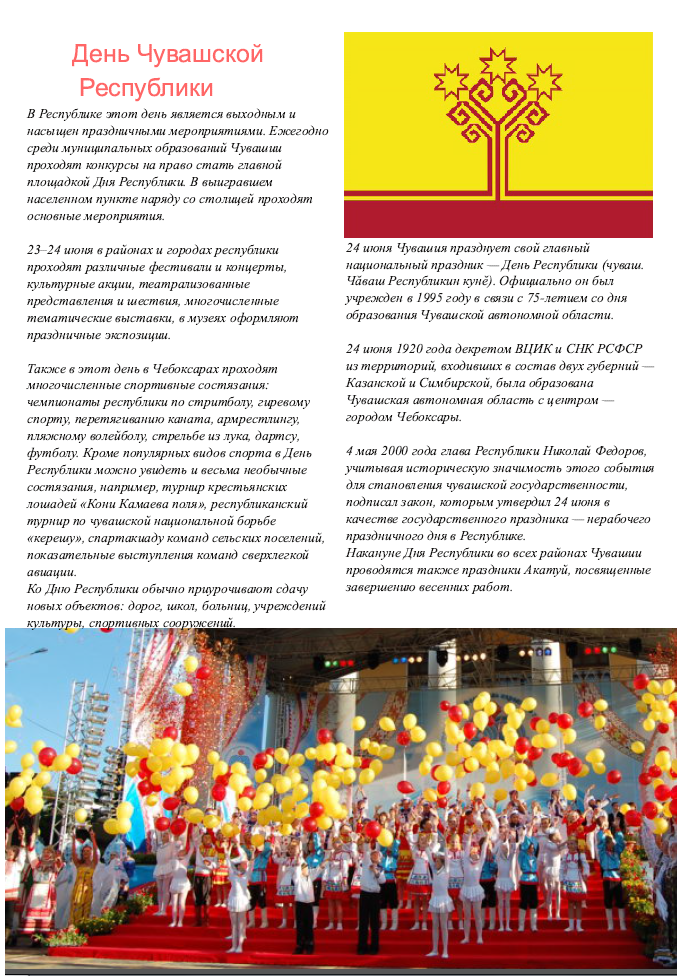 День Чувашской
Республики
В Республике этот день является выходным и
насыщен праздничными мероприятиями. Ежегодно
среди муниципальных образований Чувашии
проходят конкурсы на право стать главной
площадкой Дня Республики. В выигравшем
населенном пункте наряду со столицей проходят
основные мероприятия.
23–24 июня в районах и городах республики
проходят различные фестивали и концерты,
культурные акции, театрализованные
представления и шествия, многочисленные
тематические выставки, в музеях оформляют
праздничные экспозиции.
Также в этот день в Чебоксарах проходят
многочисленные спортивные состязания:
чемпионаты республики по стритболу, гиревому
спорту, перетягиванию каната, армрестлингу,
пляжному волейболу, стрельбе из лука, дартсу,
футболу. Кроме популярных видов спорта в День
Республики можно увидеть и весьма необычные
состязания, например, турнир крестьянских
лошадей «Кони Камаева поля», республиканский
турнир по чувашской национальной борьбе
«керешу», спартакиаду команд сельских поселений,
показательные выступления команд сверхлегкой
авиации.
Ко Дню Республики обычно приурочивают сдачу
новых объектов: дорог, школ, больниц, учреждений
культуры, спортивных сооружений.
24 июня Чувашия празднует свой главный
национальный праздник — День Республики (чуваш.
Чӑваш Республикин кунӗ). Официально он был
учрежден в 1995 году в связи с 75-летием со дня
образования Чувашской автономной области.
24 июня 1920 года декретом ВЦИК и СНК РСФСР
из территорий, входивших в состав двух губерний —
Казанской и Симбирской, была образована
Чувашская автономная область с центром —
городом Чебоксары.
4 мая 2000 года глава Республики Николай Федоров,
учитывая историческую значимость этого события
для становления чувашской государственности,
подписал закон, которым утвердил 24 июня в
качестве государственного праздника — нерабочего
праздничного дня в Республике.
Накануне Дня Республики во всех районах Чувашии
проводятся также праздники Акатуй, посвященные
завершению весенних работ.